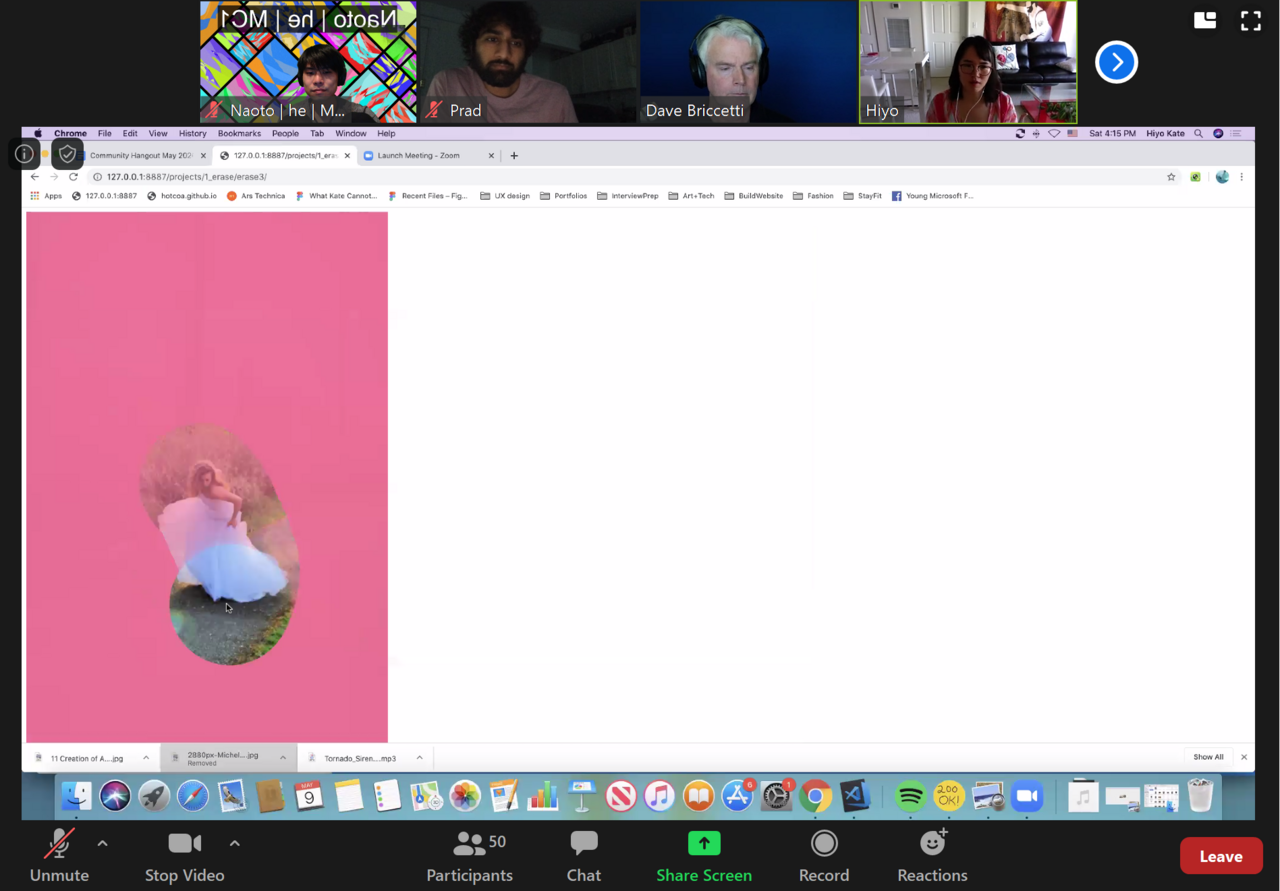 Naoto | he | MC1
Naoto | he | M...
Prad
Dave Briccetti
Hiyo
Chrome File Edit View History Bookmarks People Tab Window Help
Sat 4:15 PM Hiyo Kate
Community Hangout May 202
127.0.0.1:8887/projects/1_eras
Launch Meeting - Zoom
127.0.0.1:8887/projects/1_erase/erase3/
Apps 127.0.0.1:8887 hotcoa.github.io Ars Technica What Kate Cannot... Recent Files – Fig... UX design Portfolios InterviewPrep Art+Tech BuildWebsite Fashion StayFit Young Microsoft F...
11 Creation of A....jpg
2880px-Michel....jpg
Removed
Tornado_Siren....mp3
Show All
MAY
9
200
OK!
6
1
Unmute
Stop Video
50
Participants
Chat
Share Screen
Record
Reactions
Leave